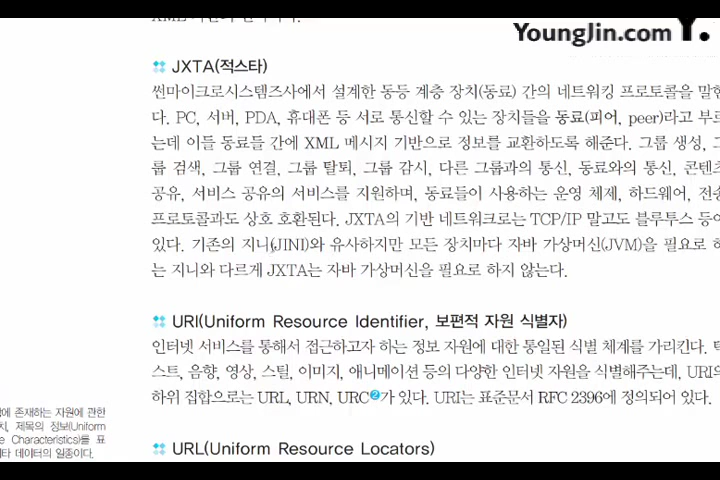 YoungJin.com Y.
JXTA(적스타)
썬마이크로시스템즈사에서 설계한 동등 계층 장치(동료) 간의 네트워킹 프로토콜을 말한
다. PC, 서버, PDA, 휴대폰 등 서로 통신할 수 있는 장치들을 동료(피어, peer)라고 부르
는데 이들 동료들 간에 XML 메시지 기반으로 정보를 교환하도록 해준다. 그룹 생성, 그
룹 검색, 그룹 연결, 그룹 탈퇴, 그룹 감시, 다른 그룹과의 통신, 동료와의 통신, 콘텐츠
공유, 서비스 공유의 서비스를 지원하며, 동료들이 사용하는 운영 체제, 하드웨어, 전송
프로토콜과도 상호 호환된다. JXTA의 기반 네트워크로는 TCP/IP 말고도 블루투스 등이
있다. 기존의 지니(JINI)와 유사하지만 모든 장치마다 자바 가상머신(JVM)을 필요로 하
는 지니와 다르게 JXTA는 자바 가상머신을 필요로 하지 않는다.
URI(Uniform Resource Identifier, 보편적 자원 식별자)
인터넷 서비스를 통해서 접근하고자 하는 정보 자원에 대한 통일된 식별 체계를 가리킨다. 텍
스트, 음향, 영상, 스틸, 이미지, 애니메이션 등의 다양한 인터넷 자원을 식별해주는데, URI의
하위 집합으로는 URL, URN, URC❷가 있다. URI는 표준문서 RFC 2396에 정의되어 있다.
존재하는 자원에 관한
제목의 정보(Uniform
Characteristics)를 표
데이터의 일종이다.
URL(Uniform Resource Locators)